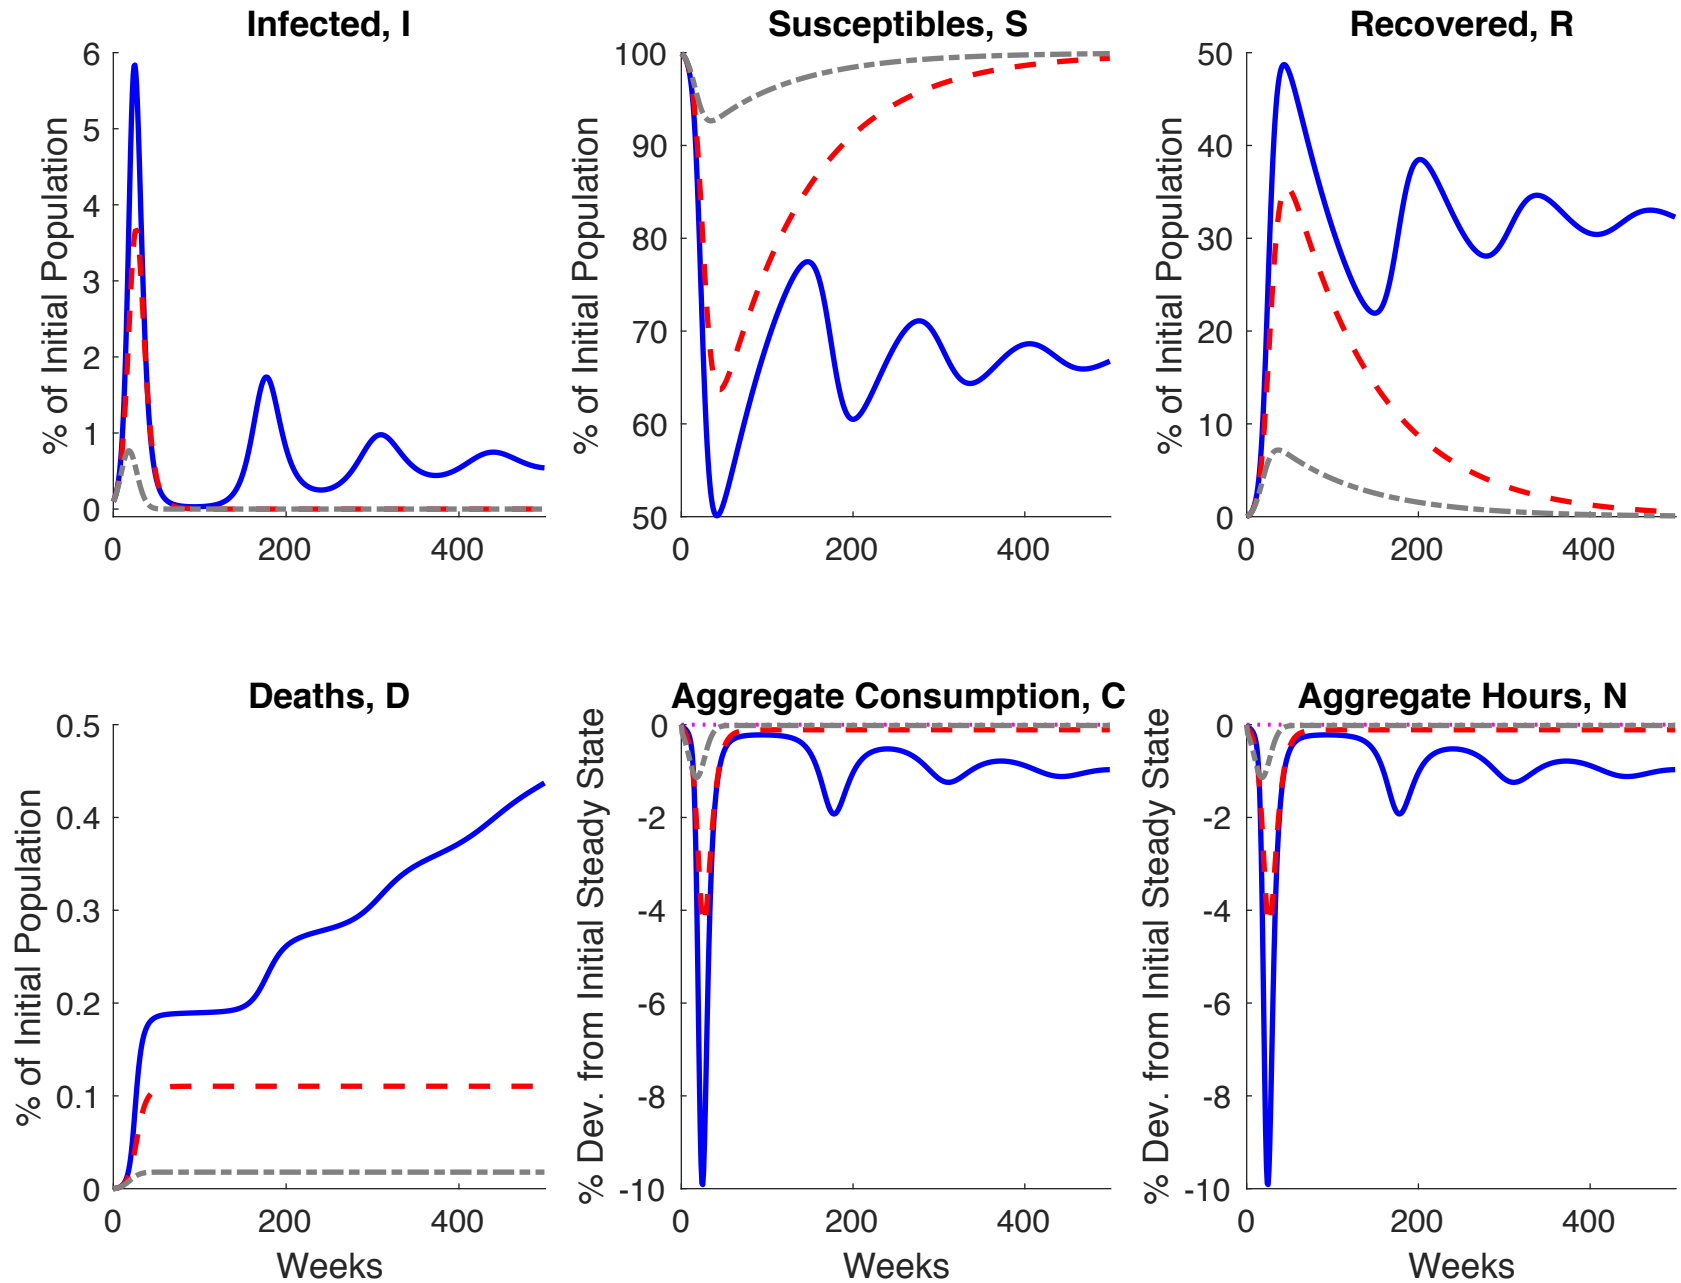 Infected, I
% of Initial Population
6
5
4
3
2
1
0
0 200 400
Susceptibles, S
% of Initial Population
100
90
80
70
60
50
0 200 400
Recovered, R
% of Initial Population
50
40
30
20
10
0
0 200 400
Deaths, D
% of Initial Population
0.5
0.4
0.3
0.2
0.1
0
0 200 400
Weeks
Aggregate Consumption, C
% Dev. from Initial Steady State
0
-2
-4
-6
-8
-10
0 200 400
Weeks
Aggregate Hours, N
% Dev. from Initial Steady State
0
-2
-4
-6
-8
-10
0 200 400
Weeks